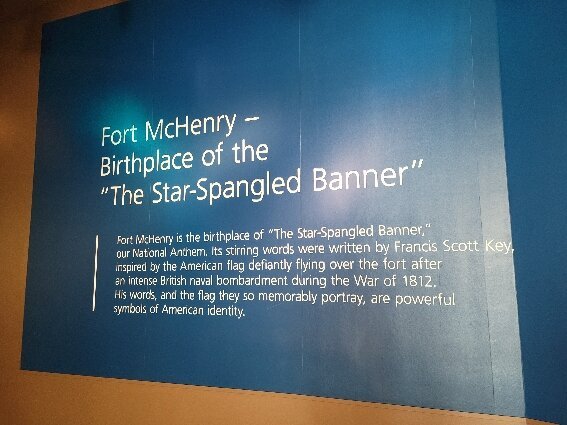 Fort McHenry –
Birthplace of the
“The Star-Spangled Banner”
Fort McHenry is the birthplace of “The Star-Spangled Banner,”
our National Anthem. Its stirring words were written by Francis Scott Key,
inspired by the American flag defiantly flying over the fort after
an intense British naval bombardment during the War of 1812.
His words, and the flag they so memorably portray, are powerful
symbols of American identity.